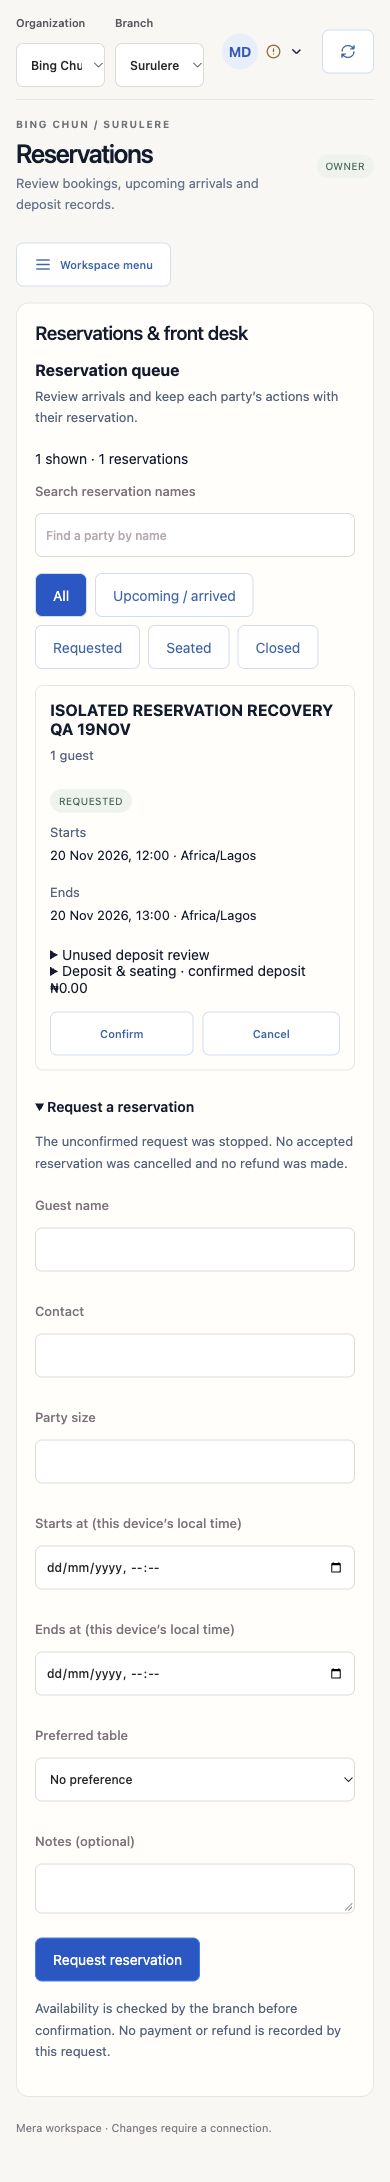 Organization Branch
Bing Chu Surulere MD
BING CHUN / SURULERE
Reservations
OWNER
Review bookings, upcoming arrivals and
deposit records.
Workspace menu
Reservations & front desk
Reservation queue
Review arrivals and keep each party’s actions with
their reservation.
1 shown · 1 reservations
Search reservation names
Find a party by name
All Upcoming / arrived
Requested Seated Closed
ISOLATED RESERVATION RECOVERY
QA 19NOV
1 guest
REQUESTED
Starts
20 Nov 2026, 12:00 · Africa/Lagos
Ends
20 Nov 2026, 13:00 · Africa/Lagos
Unused deposit review
Deposit & seating · confirmed deposit
₦0.00
Confirm Cancel
Request a reservation
The unconfirmed request was stopped. No accepted
reservation was cancelled and no refund was made.
Guest name
Contact
Party size
Starts at (this device’s local time)
dd/mm/yyyy, --:--
Ends at (this device’s local time)
dd/mm/yyyy, --:--
Preferred table
No preference
Notes (optional)
Request reservation
Availability is checked by the branch before
confirmation. No payment or refund is recorded by
this request.
Mera workspace · Changes require a connection.